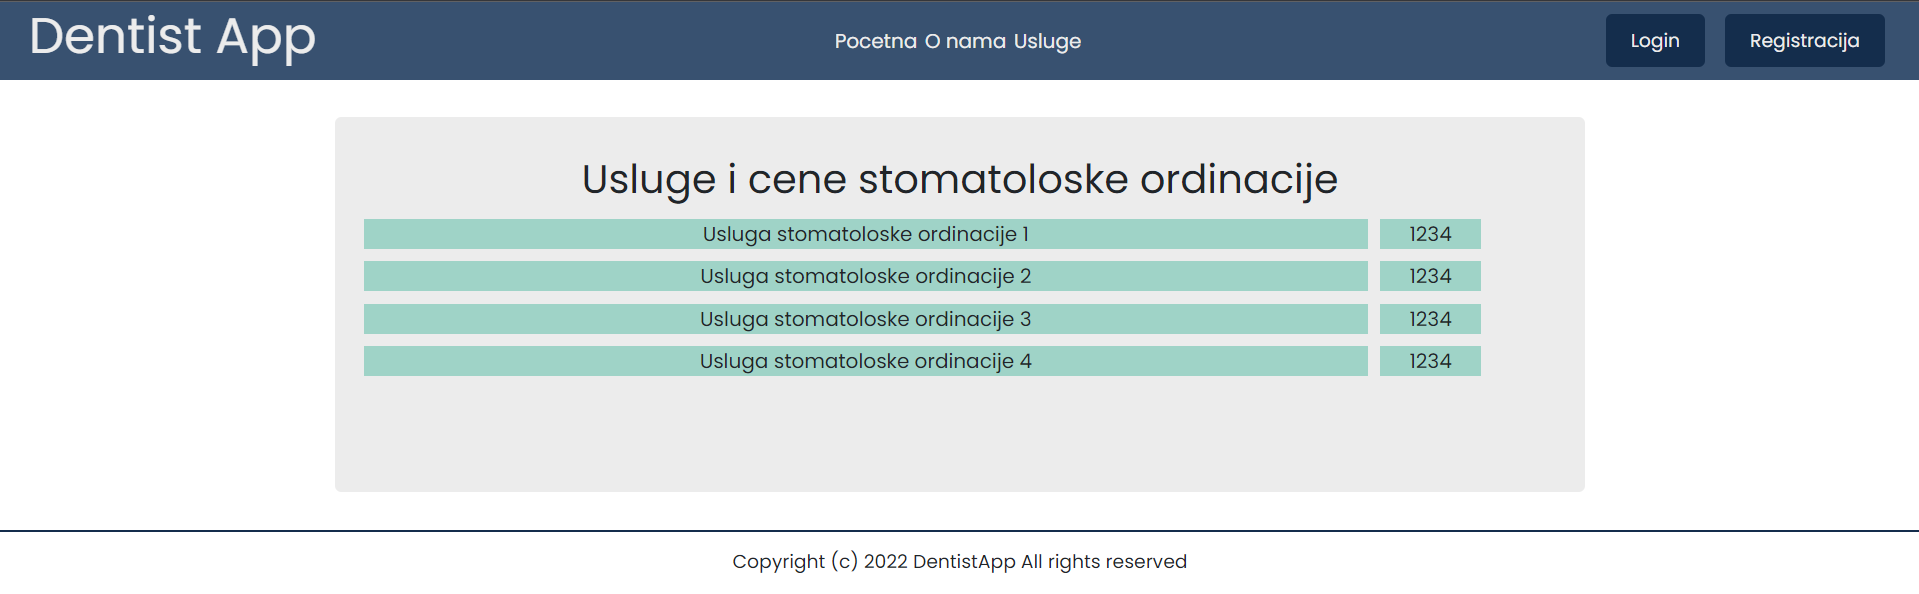 Dentist App Pocetna O nama Usluge Login Registracija
Usluge i cene stomatoloske ordinacije
Usluga stomatoloske ordinacije 1 1234
Usluga stomatoloske ordinacije 2 1234
Usluga stomatoloske ordinacije 3 1234
Usluga stomatoloske ordinacije 4 1234
Copyright (c) 2022 DentistApp All rights reserved